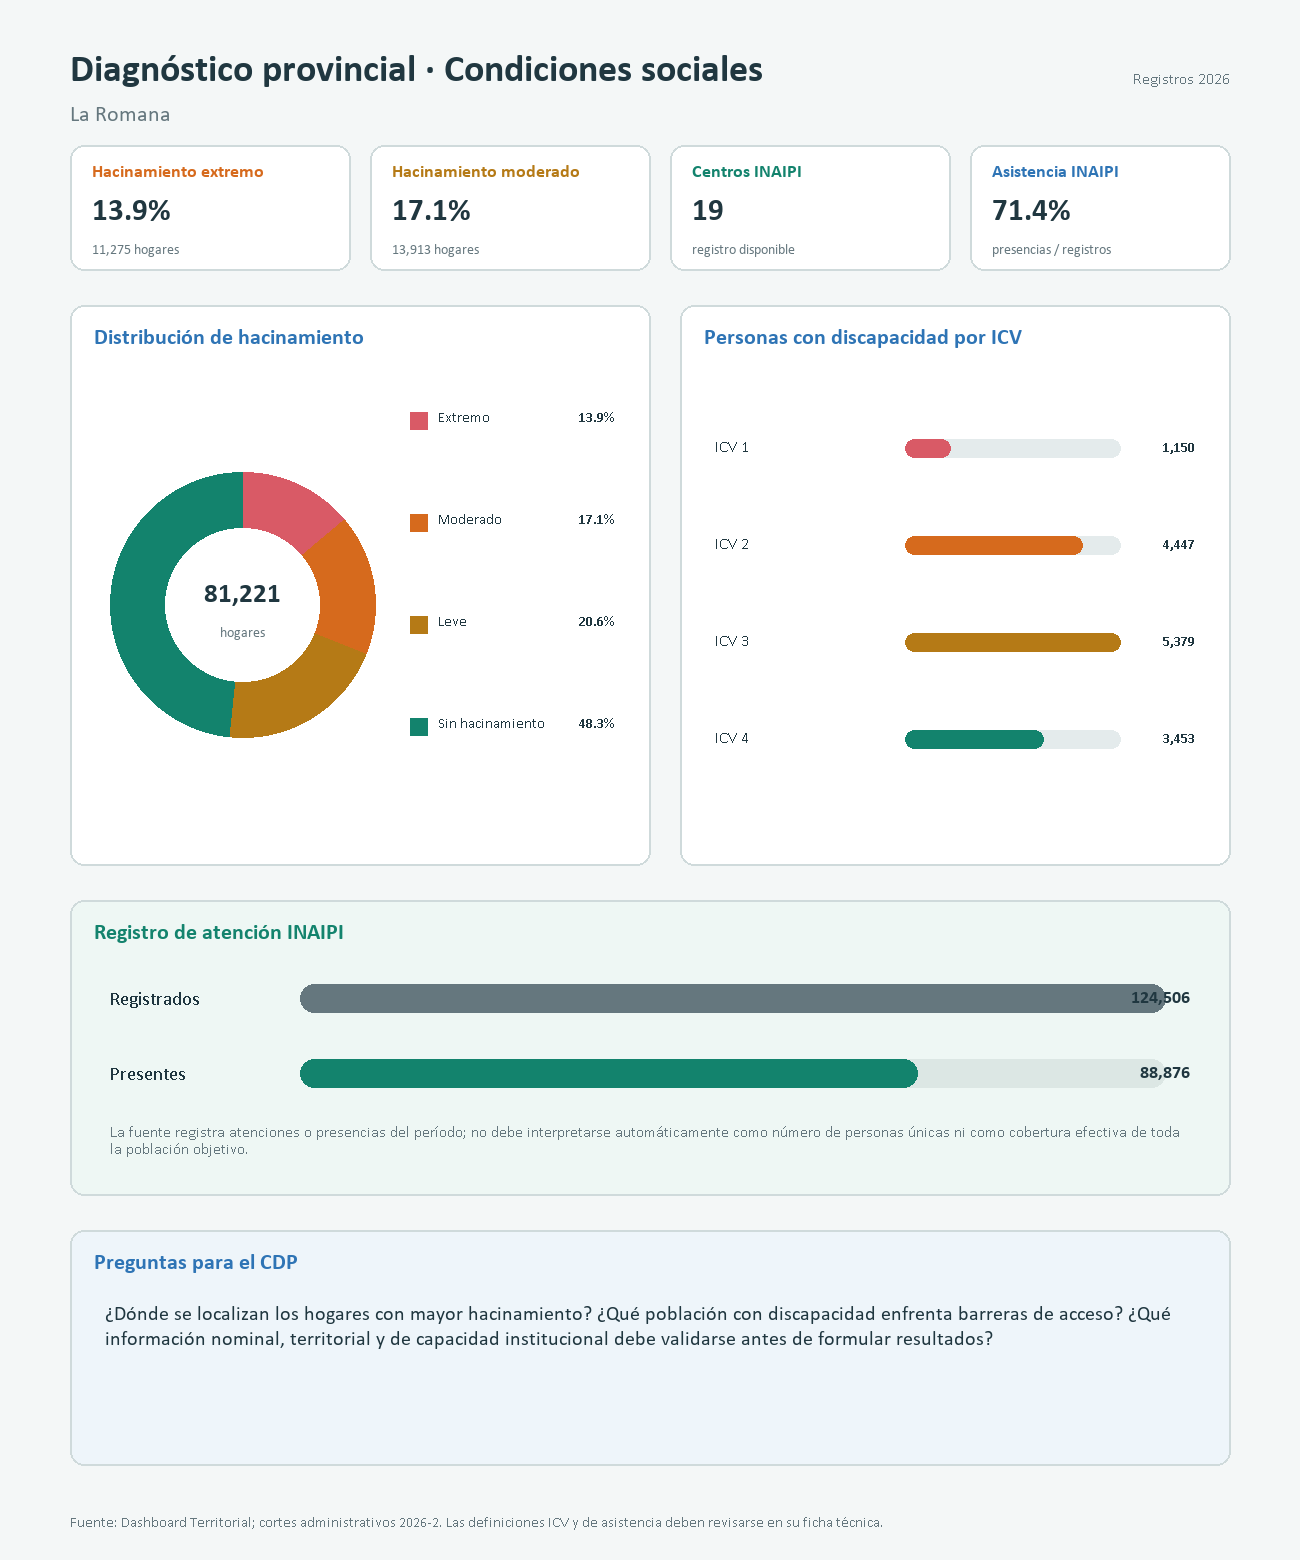 Diagnóstico provincial · Condiciones sociales
Registros 2026
La Romana
Hacinamiento extremo
13.9%
11,275 hogares
Hacinamiento moderado
17.1%
13,913 hogares
Centros INAIPI
19
registro disponible
Asistencia INAIPI
71.4%
presencias / registros
Distribución de hacinamiento
81,221
hogares
Extremo 13.9%
Moderado 17.1%
Leve 20.6%
Sin hacinamiento 48.3%
Personas con discapacidad por ICV
ICV 1 1,150
ICV 2 4,447
ICV 3 5,379
ICV 4 3,453
Registro de atención INAIPI
Registrados 124,506
Presentes 88,876
La fuente registra atenciones o presencias del período; no debe interpretarse automáticamente como número de personas únicas ni como cobertura efectiva de toda
la población objetivo.
Preguntas para el CDP
¿Dónde se localizan los hogares con mayor hacinamiento? ¿Qué población con discapacidad enfrenta barreras de acceso? ¿Qué
información nominal, territorial y de capacidad institucional debe validarse antes de formular resultados?
Fuente: Dashboard Territorial; cortes administrativos 2026-2. Las definiciones ICV y de asistencia deben revisarse en su ficha técnica.